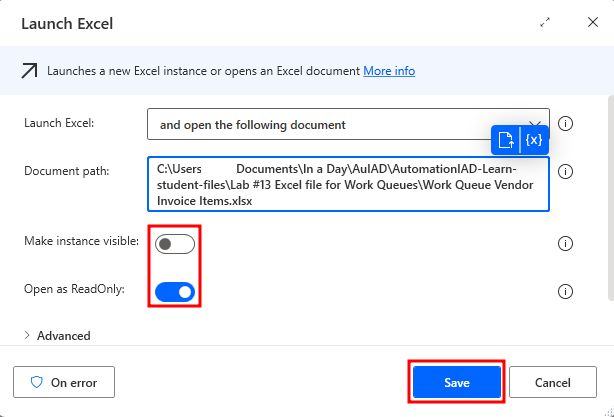 Launch Excel
Launches a new Excel instance or opens an Excel document More info
Launch Excel:
and open the following document
{x}
Document path:
C:\Users Documents\In a Day\AuIAD\AutomationIAD-Learn-
student-files\Lab #13 Excel file for Work Queues\Work Queue Vendor
Invoice Items.xlsx
Make instance visible:
Open as ReadOnly:
Advanced
On error
Save
Cancel